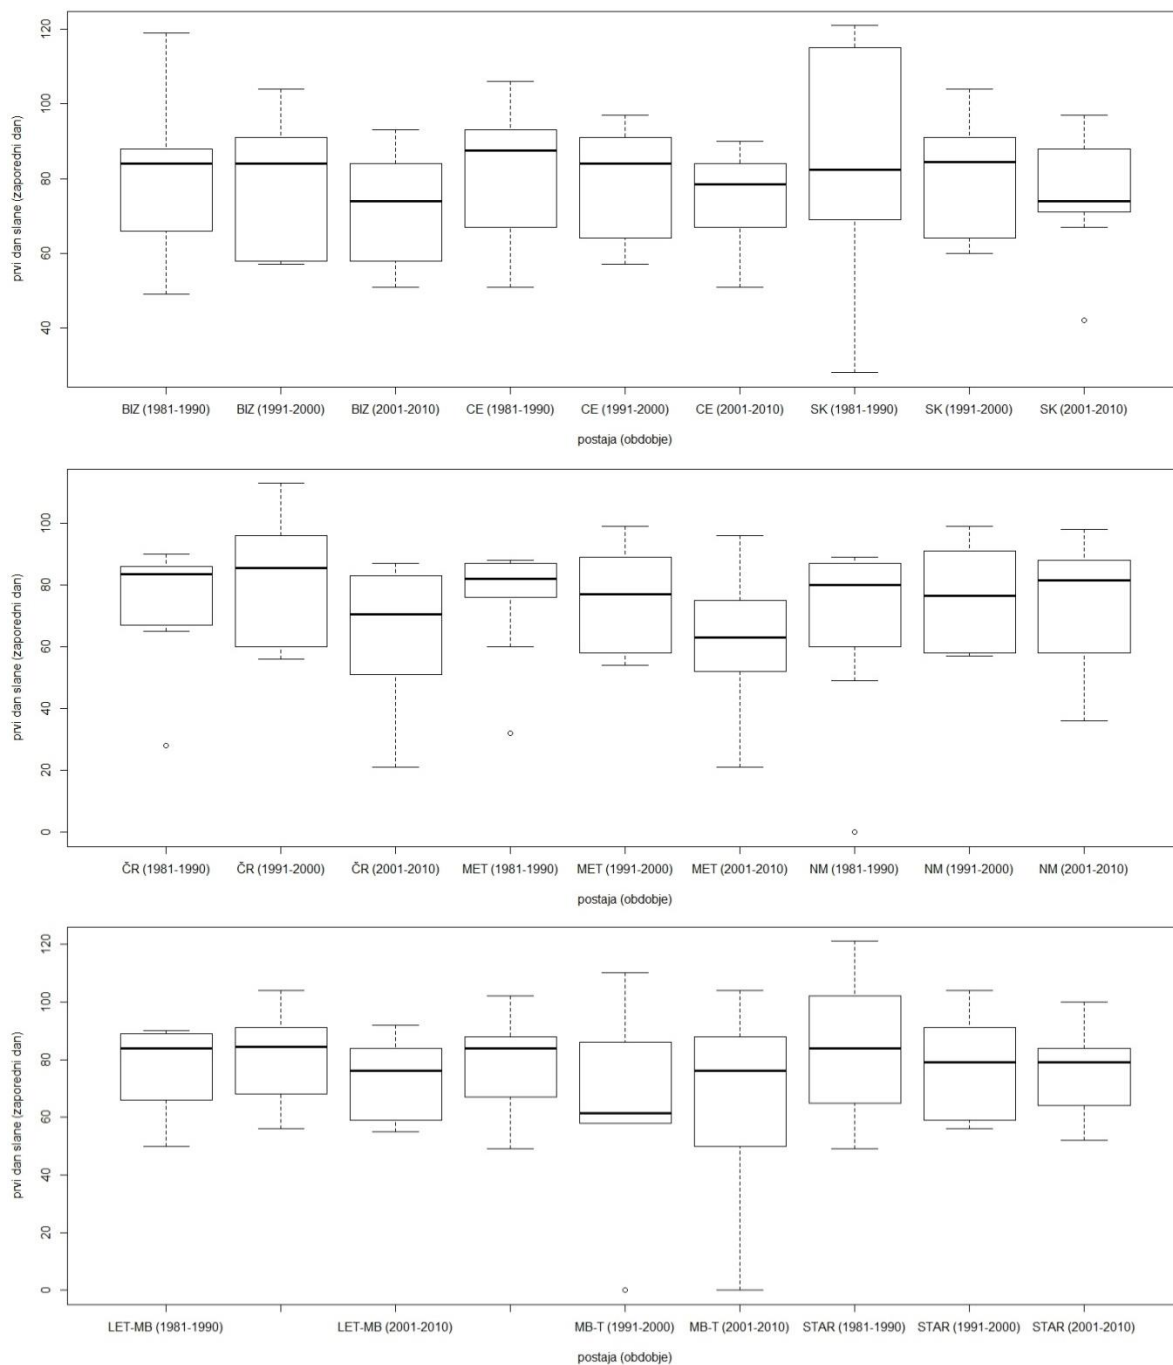 prvi dan slane (zaporedni dan)
120
100
80
60
40
BIZ (1981-1990) BIZ (1991-2000) BIZ (2001-2010) CE (1981-1990) CE (1991-2000) CE (2001-2010) SK (1981-1990) SK (1991-2000) SK (2001-2010)
postaja (obdobje)
prvi dan slane (zaporedni dan)
100
80
60
40
20
0
ČR (1981-1990) ČR (1991-2000) ČR (2001-2010) MET (1981-1990) MET (1991-2000) MET (2001-2010) NM (1981-1990) NM (1991-2000) NM (2001-2010)
postaja (obdobje)
prvi dan slane (zaporedni dan)
120
100
80
60
40
20
0
LET-MB (1981-1990) LET-MB (2001-2010) MB-T (1991-2000) MB-T (2001-2010) STAR (1981-1990) STAR (1991-2000) STAR (2001-2010)
postaja (obdobje)